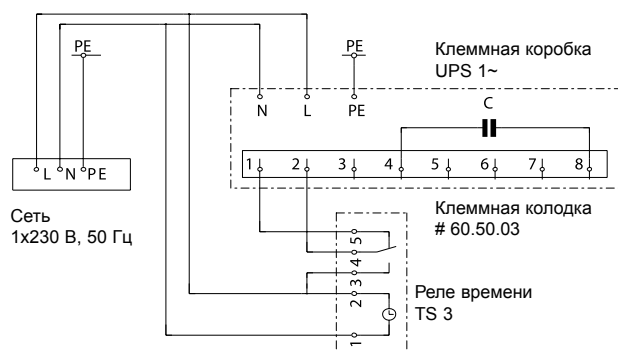 PE
PE
Клеммная коробка
UPS 1~
N L PE
C
1 2 3 4 5 6 7 8
L N PE
Сеть
1x230 В, 50 Гц
Клеммная колодка
# 60.50.03
5
4
3
2
1
Реле времени
TS 3